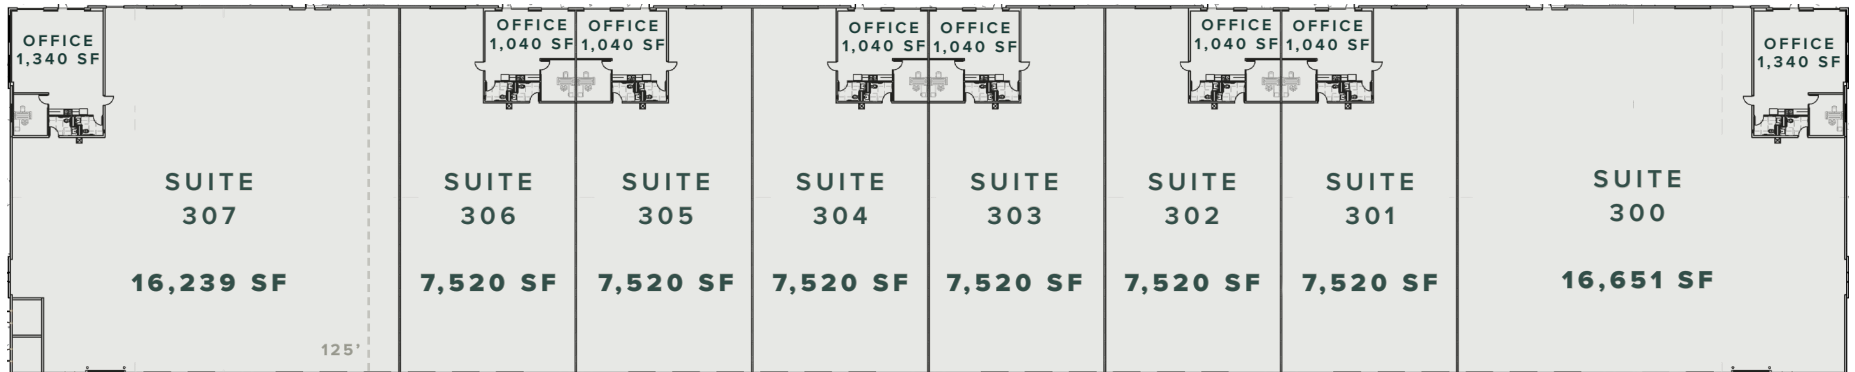 OFFICE
1,340 SF
OFFICE
1,040 SF
OFFICE
1,040 SF
OFFICE
1,040 SF
OFFICE
1,040 SF
OFFICE
1,040 SF
OFFICE
1,040 SF
OFFICE
1,340 SF
SUITE
307
16,239 SF
SUITE
306
7,520 SF
SUITE
305
7,520 SF
SUITE
304
7,520 SF
SUITE
303
7,520 SF
SUITE
302
7,520 SF
SUITE
301
7,520 SF
SUITE
300
16,651 SF
125'